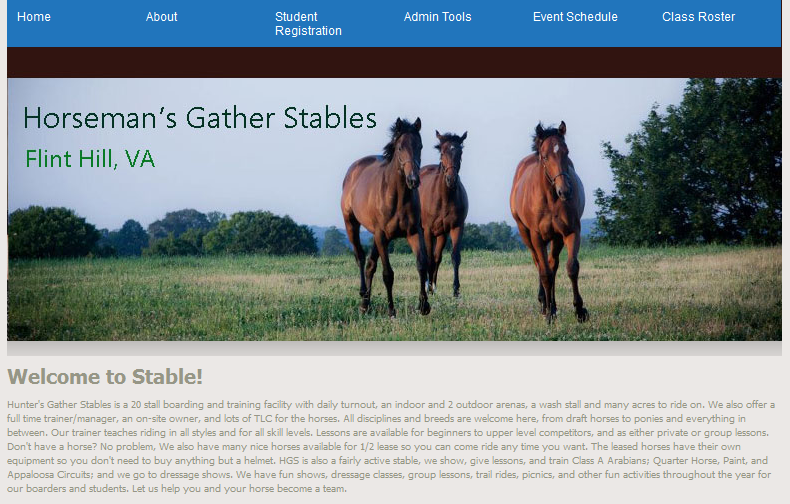 Home About Student Registration Admin Tools Event Schedule Class Roster
Horseman's Gather Stables
Flint Hill, VA
Welcome to Stable!
Hunter's Gather Stables is a 20 stall boarding and training facility with daily turnout, an indoor and 2 outdoor arenas, a wash stall and many acres to ride on. We also offer a
full time trainer/manager, an on-site owner, and lots of TLC for the horses. All disciplines and breeds are welcome here, from draft horses to ponies and everything in
between. Our trainer teaches riding in all styles and for all skill levels. Lessons are available for beginners to upper level competitors, and as either private or group lessons.
Don't have a horse? No problem, We also have many nice horses available for 1/2 lease so you can come ride any time you want. The leased horses have their own
equipment so you don't need to buy anything but a helmet. HGS is also a fairly active stable, we show, give lessons, and train Class A Arabians; Quarter Horse, Paint, and
Appaloosa Circuits; and we go to dressage shows. We have fun shows, dressage classes, group lessons, trail rides, picnics, and other fun activities throughout the year for
our boarders and students. Let us help you and your horse become a team.